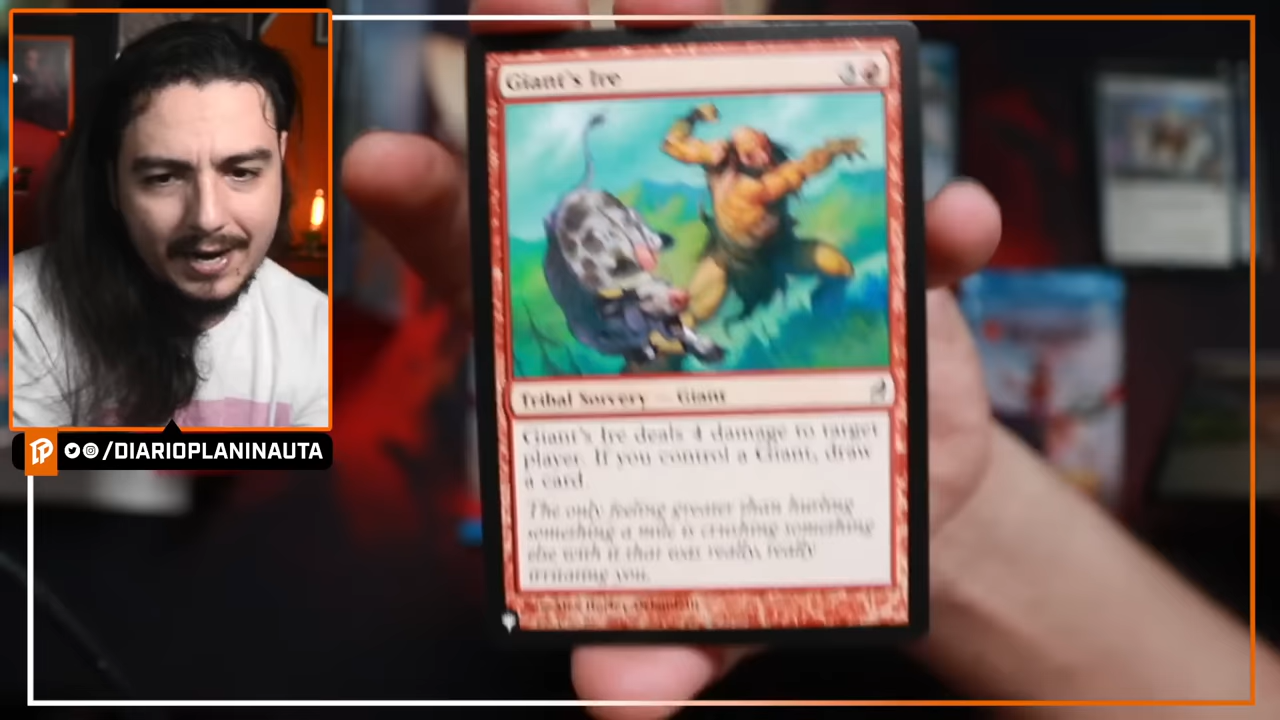 Giant's Ire
3
/DIARIOPLANINAUTA
Tribal Sorcery — Giant
Giant's Ire deals 4 damage to target
player. If you control a Giant, draw
a card.
The only feeling greater than hurling
something a mile is crushing something
else with it that was really, really
irritating you.